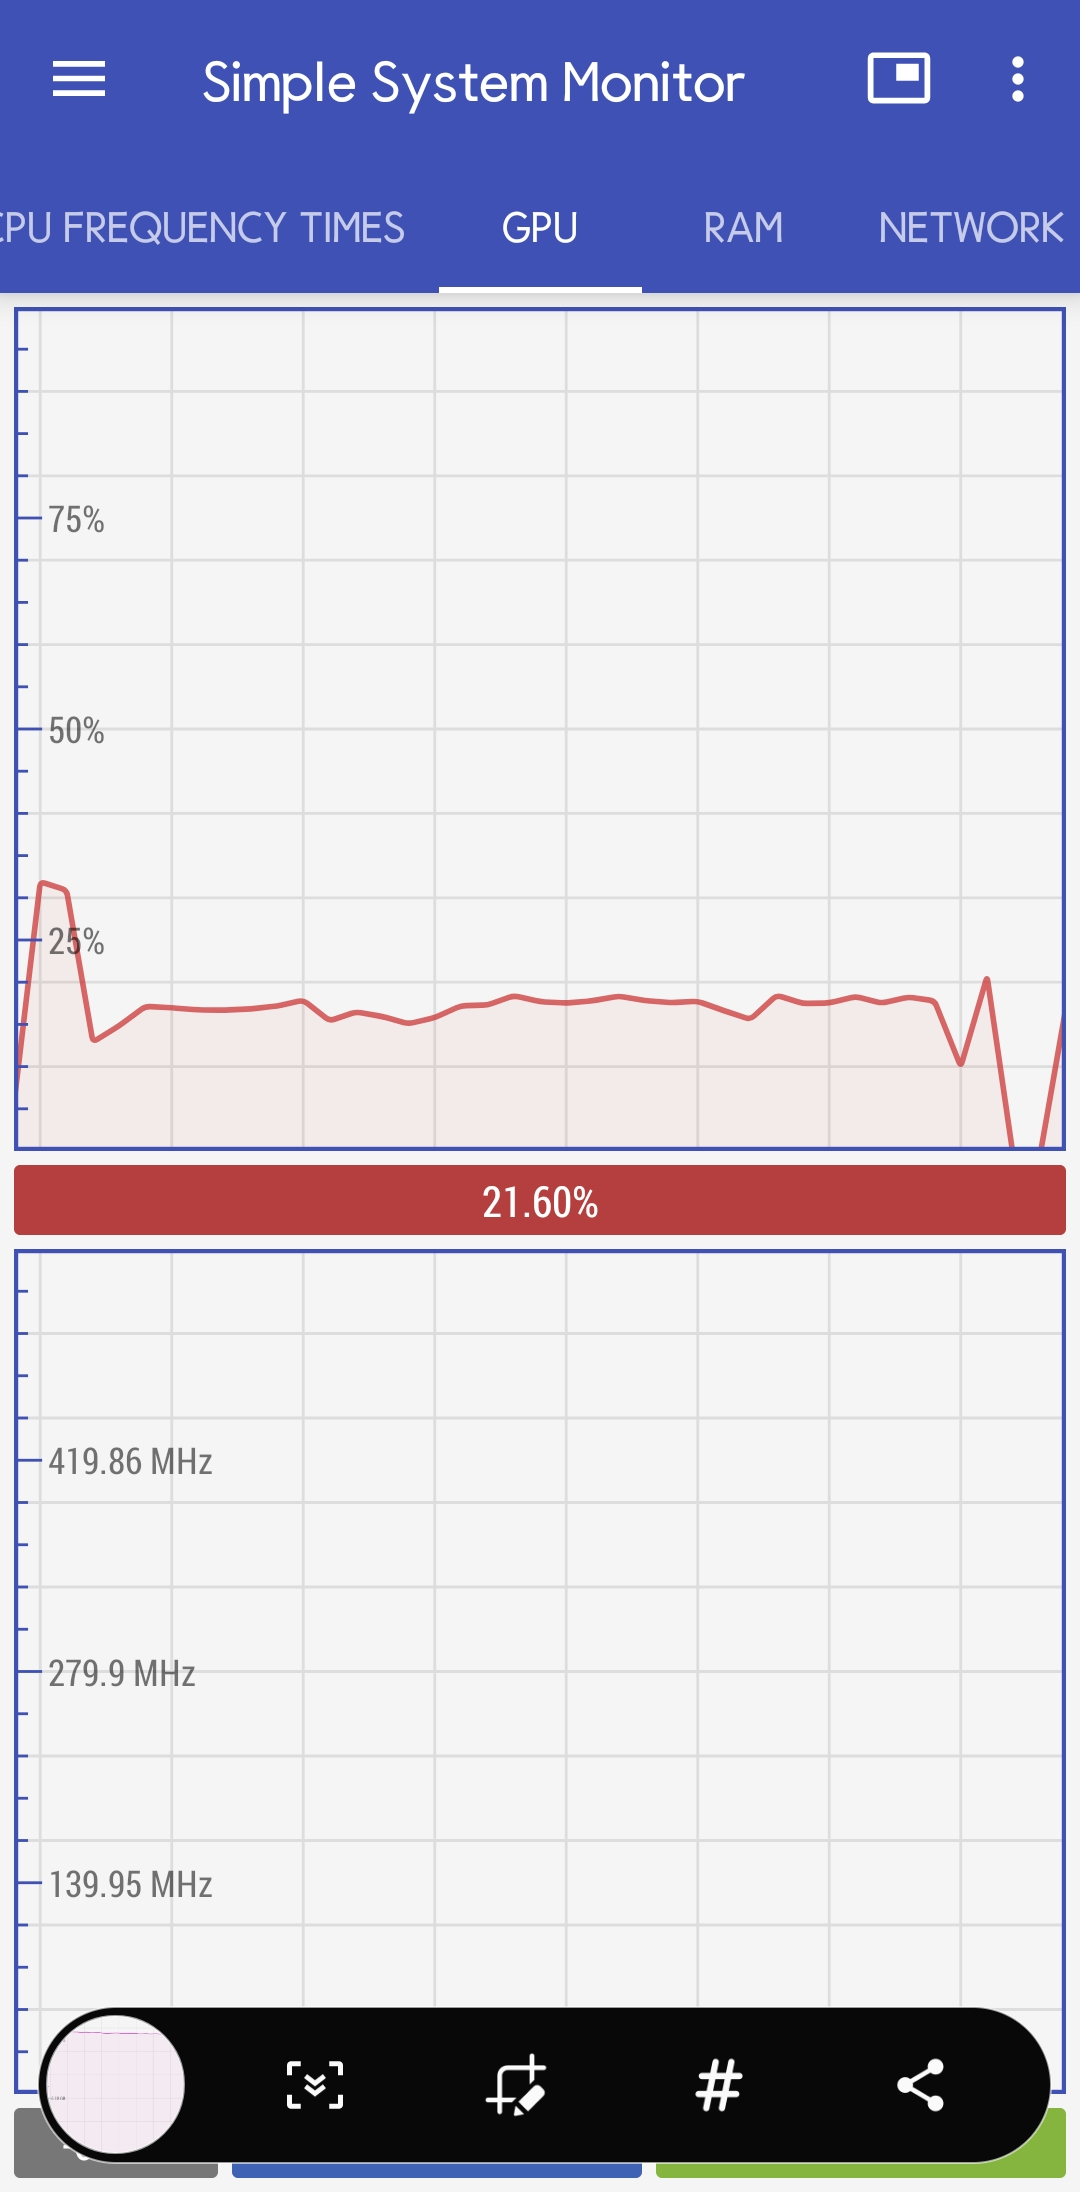 Simple System Monitor
CPU FREQUENCY TIMES GPU RAM NETWORK
75%
50%
25%
21.60%
419.86 MHz
279.9 MHz
139.95 MHz